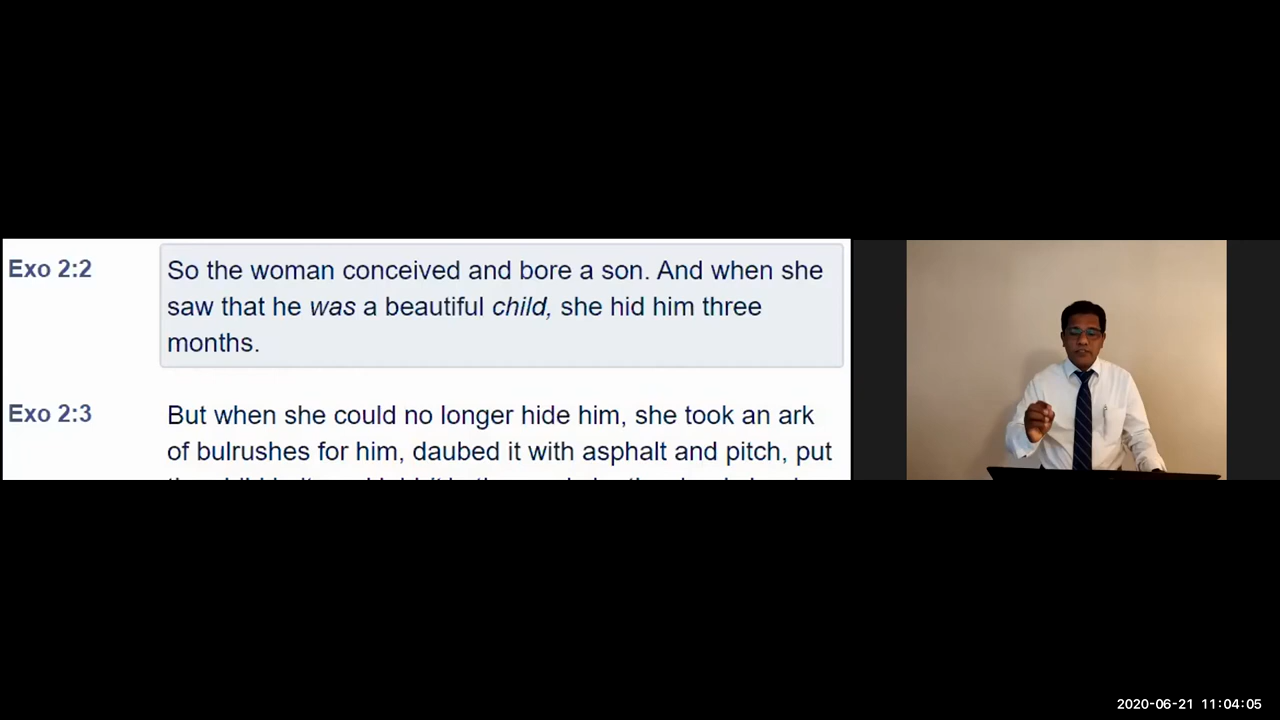 Exo 2:2
So the woman conceived and bore a son. And when she
saw that he was a beautiful child, she hid him three
months.
Exo 2:3
But when she could no longer hide him, she took an ark
of bulrushes for him, daubed it with asphalt and pitch, put
2020-06-21 11:04:05